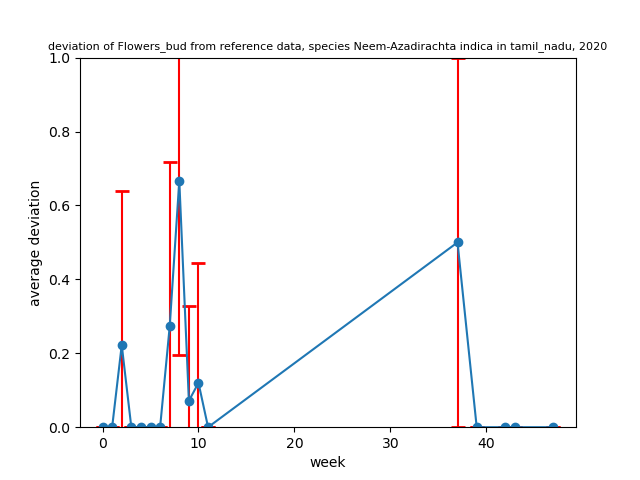 deviation of Flowers_bud from reference data, species Neem-Azadirachta indica in tamil_nadu, 2020
1.0
0.8
0.6
0.4
0.2
0.0
average deviation
0 10 20 30 40
week